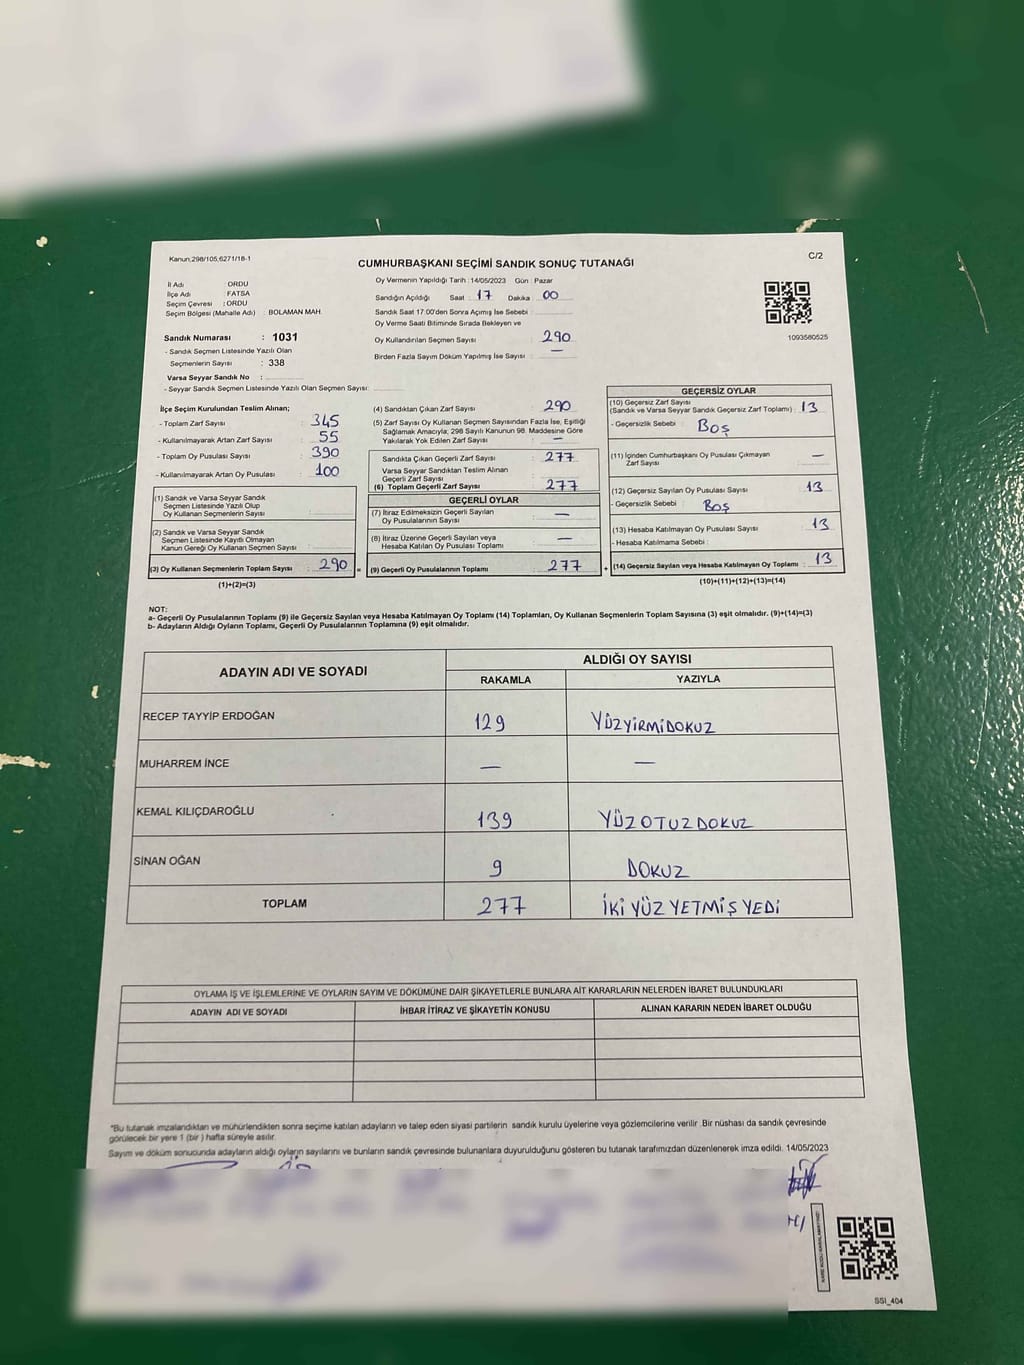 Kanun,298/105,6271/18-1
CUMHURBAŞKANI SEÇİMİ SANDIK SONUÇ TUTANAĞI
C/2
İl Adı : ORDU
İlçe Adı : FATSA
Seçim Çevresi : ORDU
Seçim Bölgesi (Mahalle Adı) : BOLAMAN MAH.
Sandık Numarası : 1031
- Sandık Seçmen Listesinde Yazılı Olan
Seçmenlerin Sayısı : 338
Varsa Seyyar Sandık No :
- Seyyar Sandık Seçmen Listesinde Yazılı Olan Seçmen Sayısı:
Oy Vermenin Yapıldığı Tarih :14/05/2023 Gün : Pazar
Sandığın Açıldığı Saat 17 Dakika 00
Sandık Saat 17:00'den Sonra Açımış İse Sebebi :
Oy Verme Saati Bitiminde Sırada Bekleyen ve
Oy Kullandırılan Seçmen Sayısı : 290
Birden Fazla Sayım Döküm Yapılmış İse Sayısı : —
1093580525
İlçe Seçim Kurulundan Teslim Alınan;
- Toplam Zarf Sayısı : 345
- Kullanılmayarak Artan Zarf Sayısı : 55
- Toplam Oy Pusulası Sayısı : 390
- Kullanılmayarak Artan Oy Pusulası : 100
(1) Sandık ve Varsa Seyyar Sandık
Seçmen Listesinde Yazılı Olup
Oy Kullanan Seçmenlerin Sayısı :
(2) Sandık ve Varsa Seyyar Sandık
Seçmen Listesinde Kayıtlı Olmayan
Kanun Gereği Oy Kullanan Seçmen Sayısı :
(3) Oy Kullanan Seçmenlerin Toplam Sayısı : 290 =
(1)+(2)=(3)
(4) Sandıktan Çıkan Zarf Sayısı : 290
(5) Zarf Sayısı Oy Kullanan Seçmen Sayısından Fazla İse, Eşitliği
Sağlamak Amacıyla, 298 Sayılı Kanunun 98. Maddesine Göre
Yakılarak Yok Edilen Zarf Sayısı : —
Sandıkta Çıkan Geçerli Zarf Sayısı : 277
Varsa Seyyar Sandıktan Teslim Alınan
Geçerli Zarf Sayısı :
(6) Toplam Geçerli Zarf Sayısı : 277
GEÇERLİ OYLAR
(7) İtiraz Edilmeksizin Geçerli Sayılan
Oy Pusulalarının Sayısı : —
(8) İtiraz Üzerine Geçerli Sayılan veya
Hesaba Katılan Oy Pusulası Toplamı : —
(9) Geçerli Oy Pusulalarının Toplamı : 277 +
GEÇERSİZ OYLAR
(10) Geçersiz Zarf Sayısı
(Sandık ve Varsa Seyyar Sandık Geçersiz Zarf Toplamı) : 13
- Geçersizlik Sebebi : BOŞ
(11) İçinden Cumhurbaşkanı Oy Pusulası Çıkmayan
Zarf Sayısı : —
(12) Geçersiz Sayılan Oy Pusulası Sayısı : 13
- Geçersizlik Sebebi : BOŞ
(13) Hesaba Katılmayan Oy Pusulası Sayısı : 13
- Hesaba Katılmama Sebebi :
(14) Geçersiz Sayılan veya Hesaba Katılmayan Oy Toplamı : 13
(10)+(11)+(12)+(13)=(14)
NOT:
a- Geçerli Oy Pusulalarının Toplamı (9) ile Geçersiz Sayılan veya Hesaba Katılmayan Oy Toplamı (14) Toplamları, Oy Kullanan Seçmenlerin Toplam Sayısına (3) eşit olmalıdır. (9)+(14)=(3)
b- Adayların Aldığı Oyların Toplamı, Geçerli Oy Pusulalarının Toplamına (9) eşit olmalıdır.
ADAYIN ADI VE SOYADI ALDIĞI OY SAYISI
RAKAMLA YAZIYLA
RECEP TAYYİP ERDOĞAN 129 YÜZYİRMİDOKUZ
MUHARREM İNCE — —
KEMAL KILIÇDAROĞLU 139 YÜZOTUZDOKUZ
SİNAN OĞAN 9 DOKUZ
TOPLAM 277 İKİ YÜZ YETMİŞ YEDİ
OYLAMA İŞ VE İŞLEMLERİNE VE OYLARIN SAYIM VE DÖKÜMÜNE DAİR ŞİKAYETLERLE BUNLARA AİT KARARLARIN NELERDEN İBARET BULUNDUKLARI
ADAYIN ADI VE SOYADI İHBAR İTİRAZ VE ŞİKAYETİN KONUSU ALINAN KARARIN NEDEN İBARET OLDUĞU
*Bu tutanak imzalandıktan ve mühürlendikten sonra seçime katılan adayların ve talep eden siyasi partilerin sandık kurulu üyelerine veya gözlemcilerine verilir .Bir nüshası da sandık çevresinde
görülecek bir yere 1 (bir ) hafta süreyle asılır.
Sayım ve döküm sonucunda adayların aldığı oyların sayılarını ve bunların sandık çevresinde bulunanlara duyurulduğunu gösteren bu tutanak tarafımızdan düzenlenerek imza edildi. 14/05/2023
SSI_404